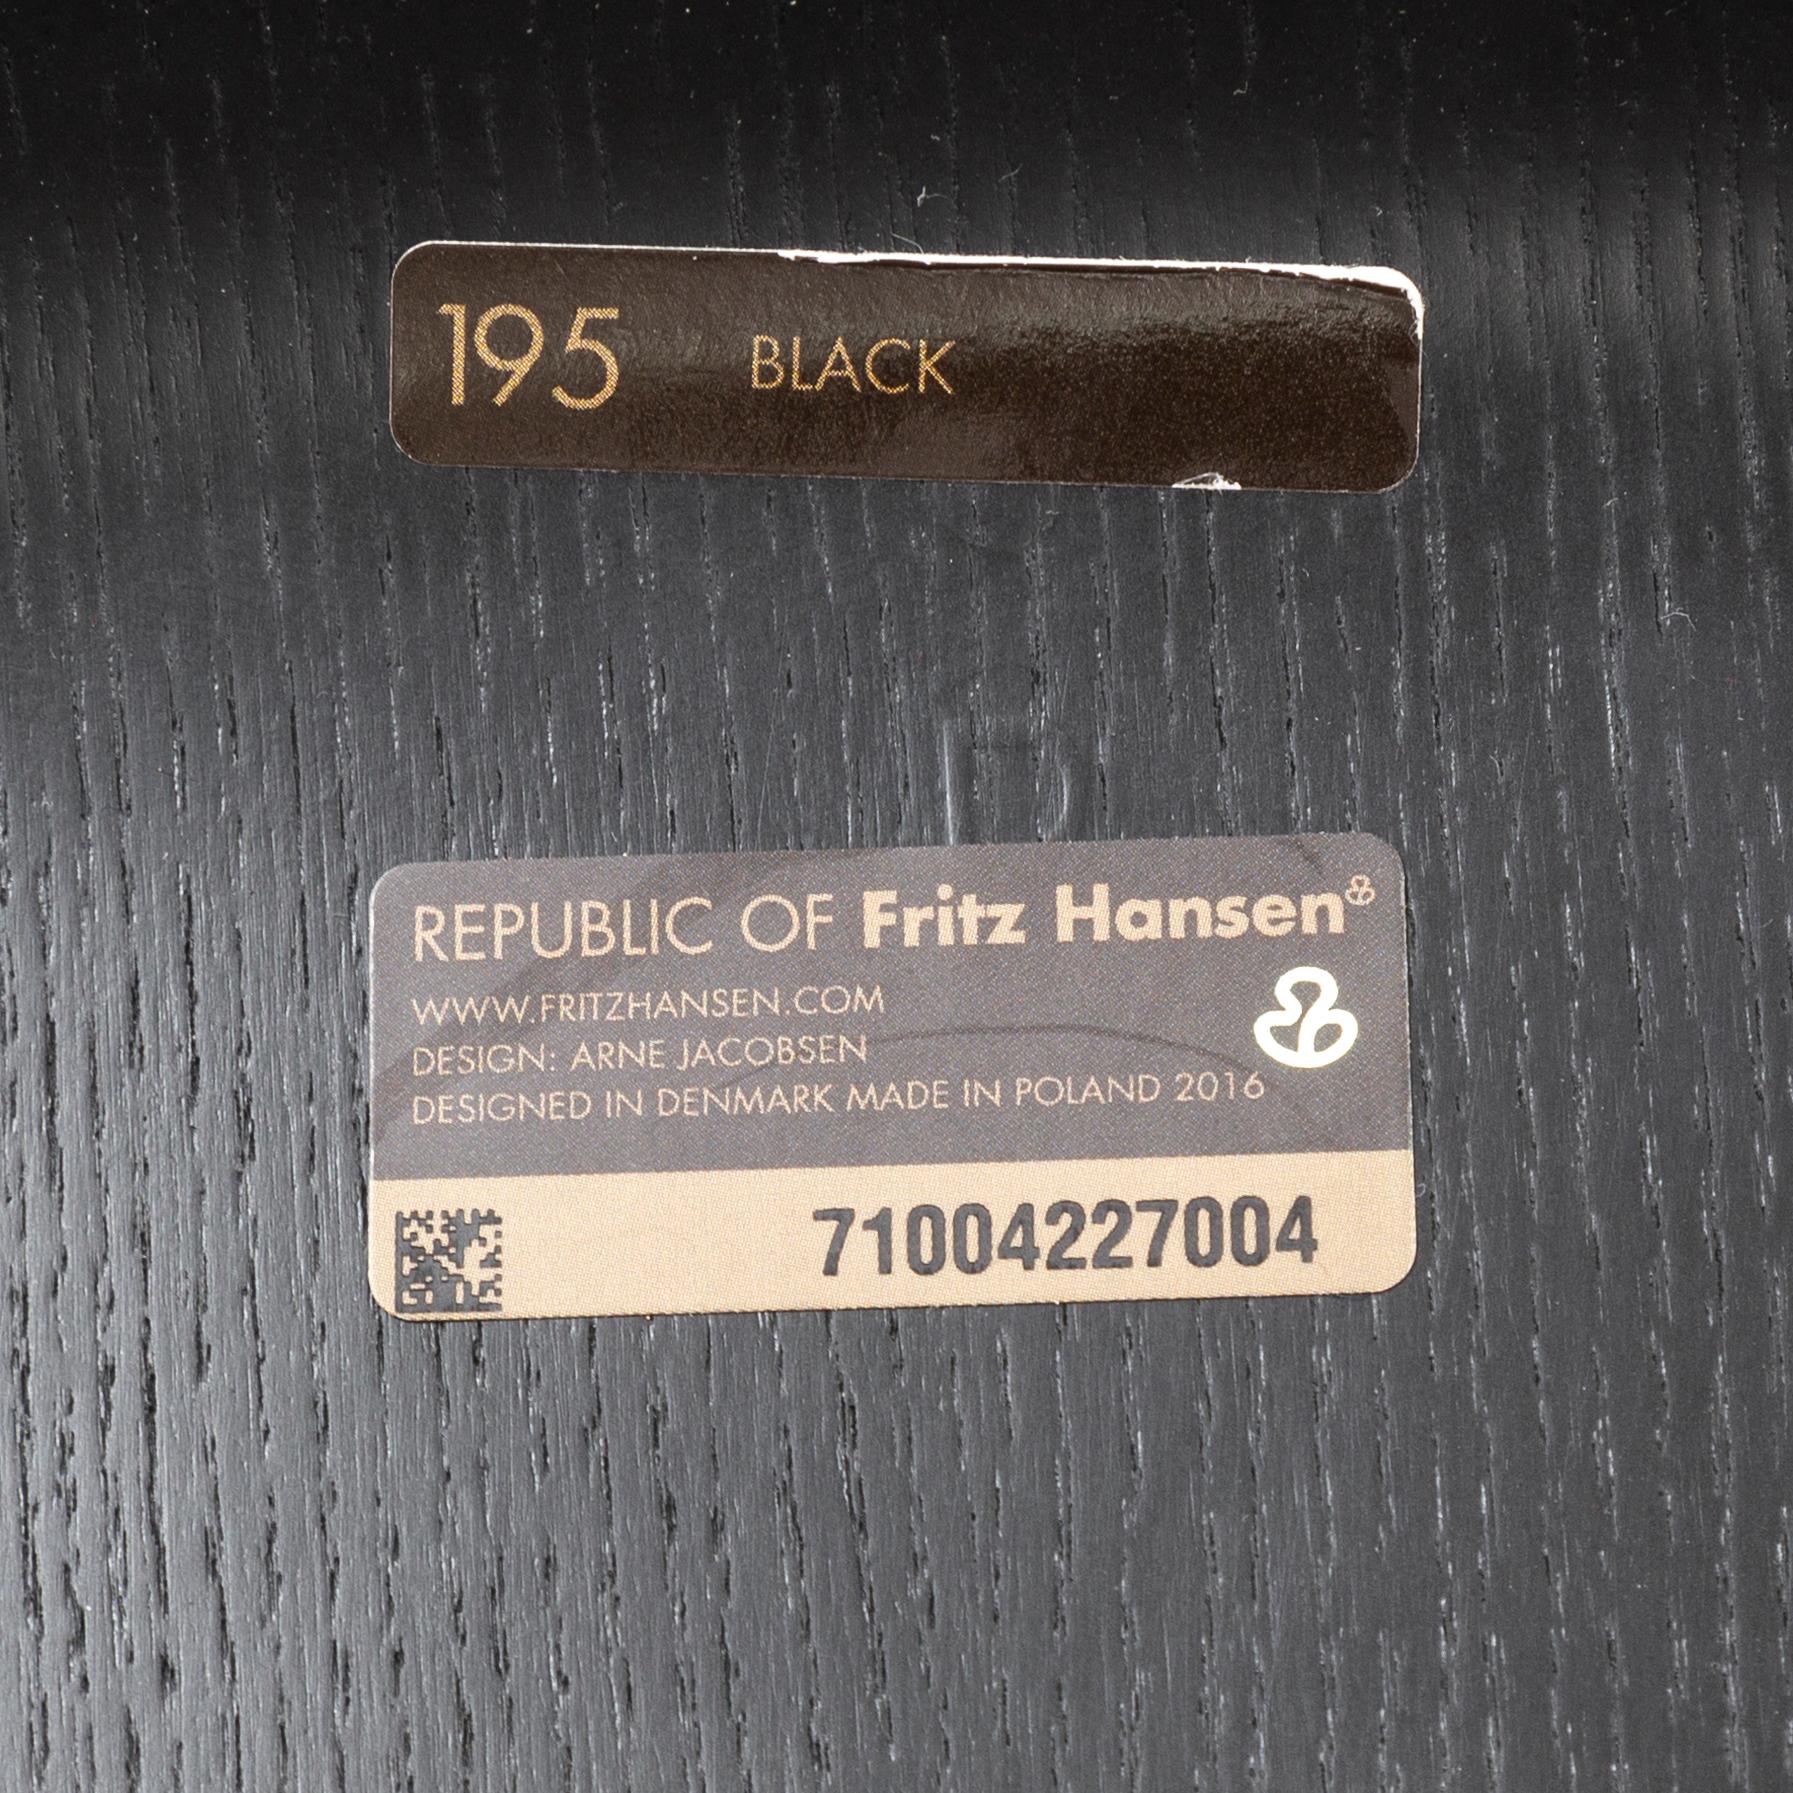 195 BLACK
REPUBLIC OF Fritz Hansen
WWW.FRITZHANSEN.COM
DESIGN: ARNE JACOBSEN
DESIGNED IN DENMARK MADE IN POLAND 2016
71004227004